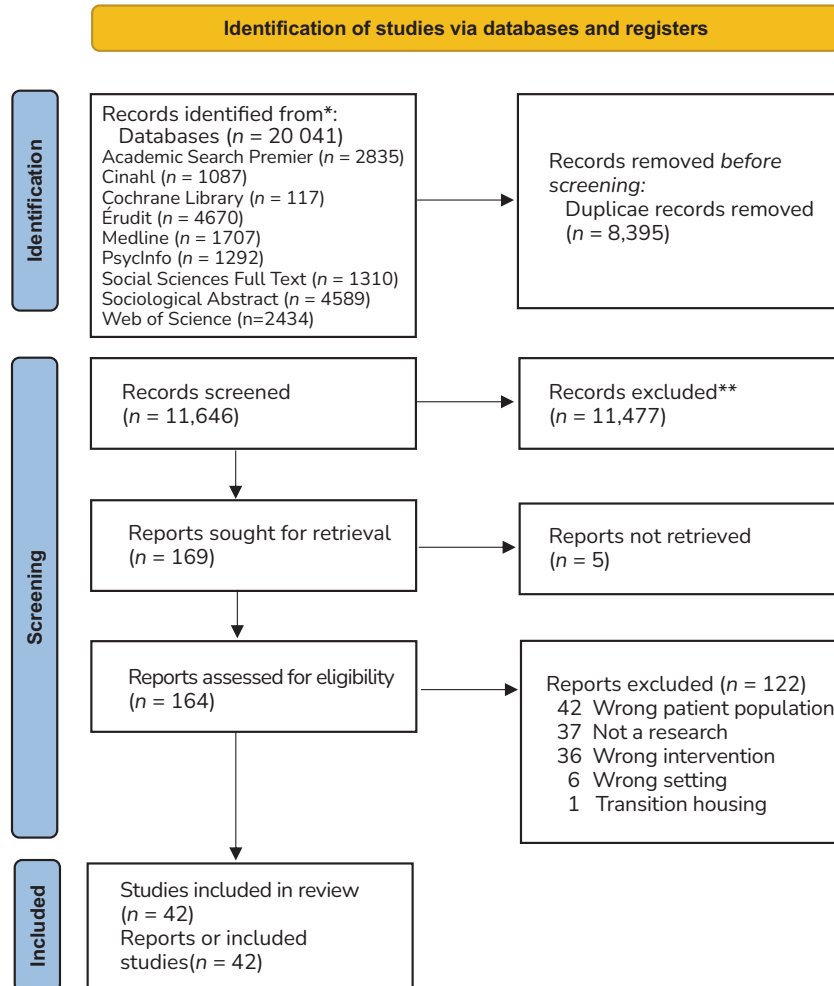 Identification of studies via databases and registers
Identification
Records identified from*:
Databases (n = 20 041)
Academic Search Premier (n = 2835)
Cinahl (n = 1087)
Cochrane Library (n = 117)
Érudit (n = 4670)
Medline (n = 1707)
PsycInfo (n = 1292)
Social Sciences Full Text (n = 1310)
Sociological Abstract (n = 4589)
Web of Science (n=2434)
Records removed before
screening:
Duplicae records removed
(n = 8,395)
Screening
Records screened
(n = 11,646)
Records excluded**
(n = 11,477)
Reports sought for retrieval
(n = 169)
Reports not retrieved
(n = 5)
Reports assessed for eligibility
(n = 164)
Reports excluded (n = 122)
42 Wrong patient population
37 Not a research
36 Wrong intervention
6 Wrong setting
1 Transition housing
Included
Studies included in review
(n = 42)
Reports or included
studies(n = 42)